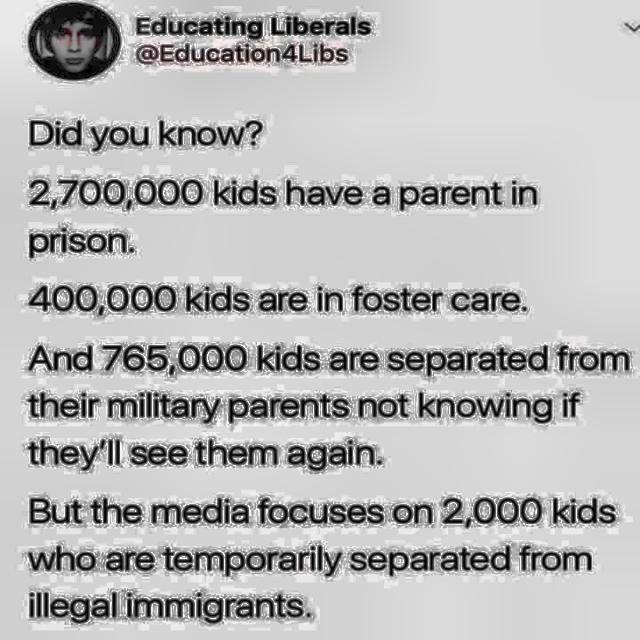 Educating Liberals
@Education4Libs
Did you know?
2,700,000 kids have a parent in
prison.
400,000 kids are in foster care.
And 765,000 kids are separated from
their military parents not knowing if
they'll see them again.
But the media focuses on 2,000 kids
who are temporarily separated from
illegal immigrants.